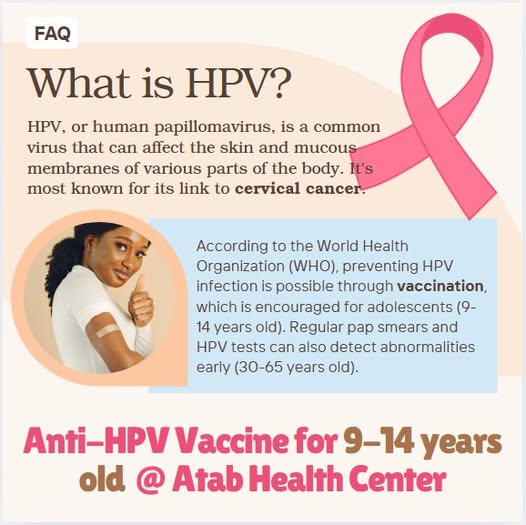 FAQ
What is HPV?
HPV, or human papillomavirus, is a common
virus that can affect the skin and mucous
membranes of various parts of the body. It's
most known for its link to cervical cancer.
According to the World Health
Organization (WHO), preventing HPV
infection is possible through vaccination,
which is encouraged for adolescents (9-
14 years old). Regular pap smears and
HPV tests can also detect abnormalities
early (30-65 years old).
Anti-HPV Vaccine for 9-14 years
old @ Atab Health Center